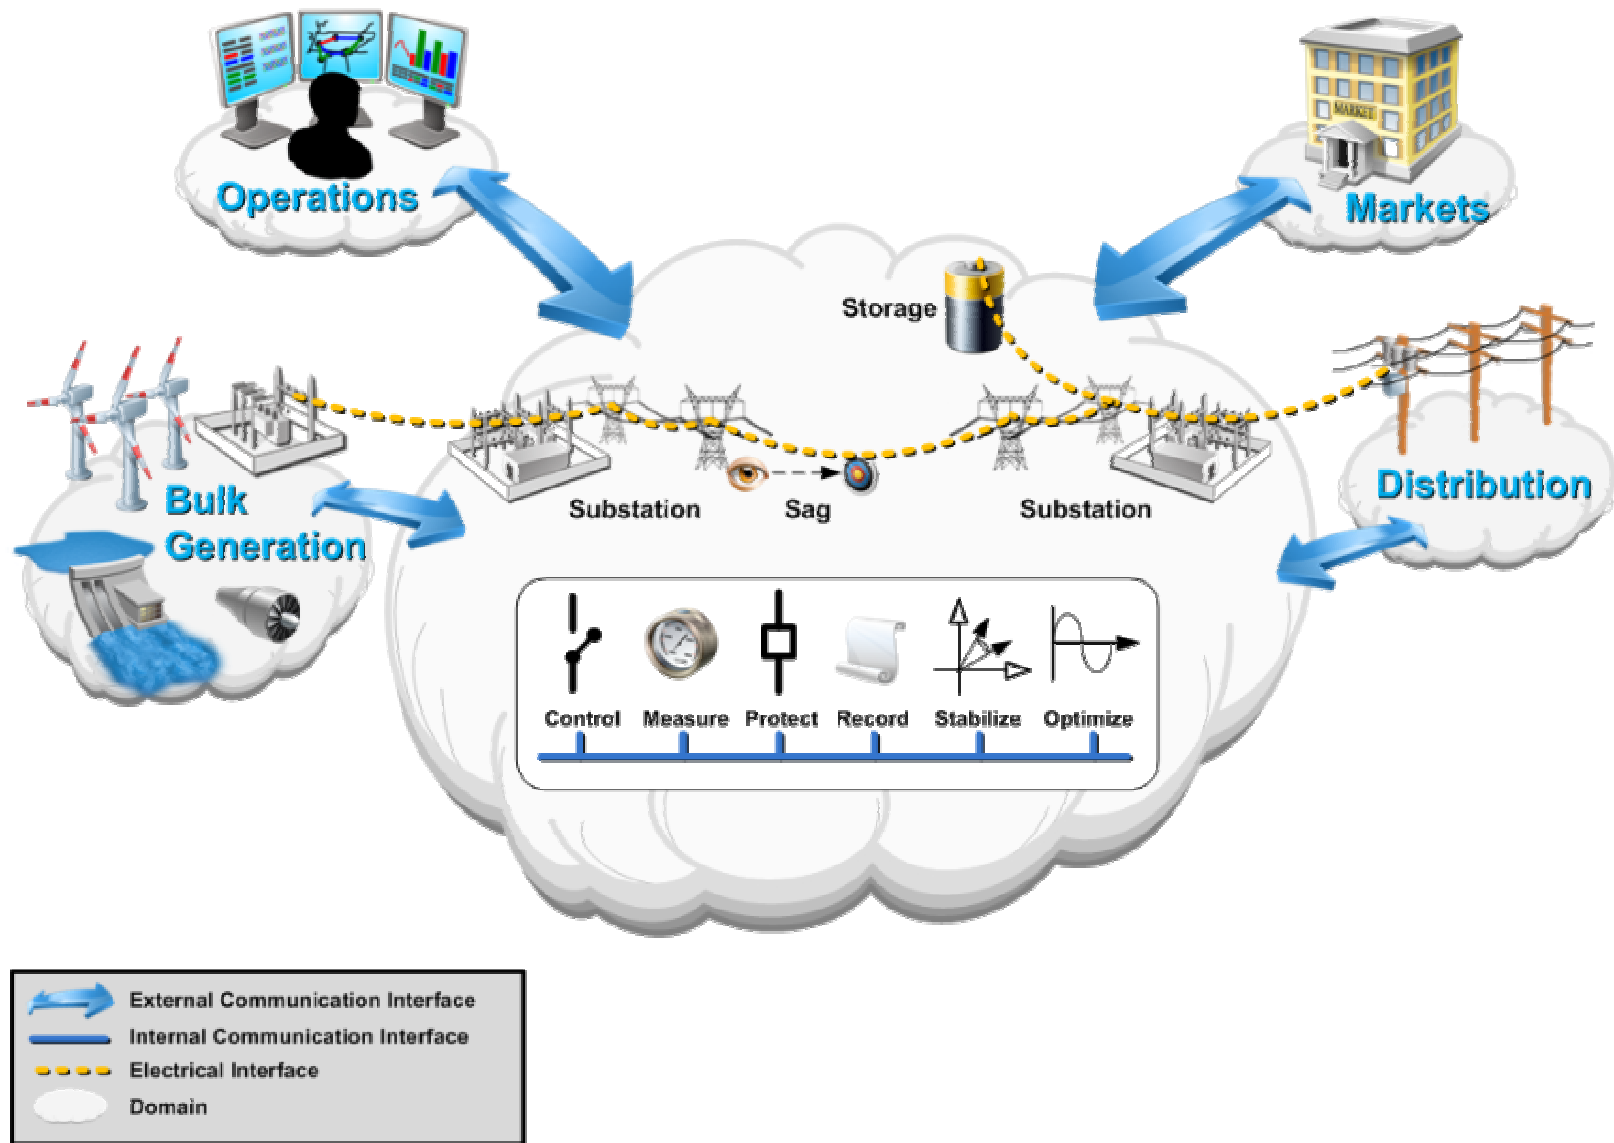 Operations
MARKET
Markets
Storage
Bulk
Generation
Substation
Sag
Substation
Distribution
Control
Measure
Protect
Record
Stabilize
Optimize
External Communication Interface
Internal Communication Interface
Electrical Interface
Domain